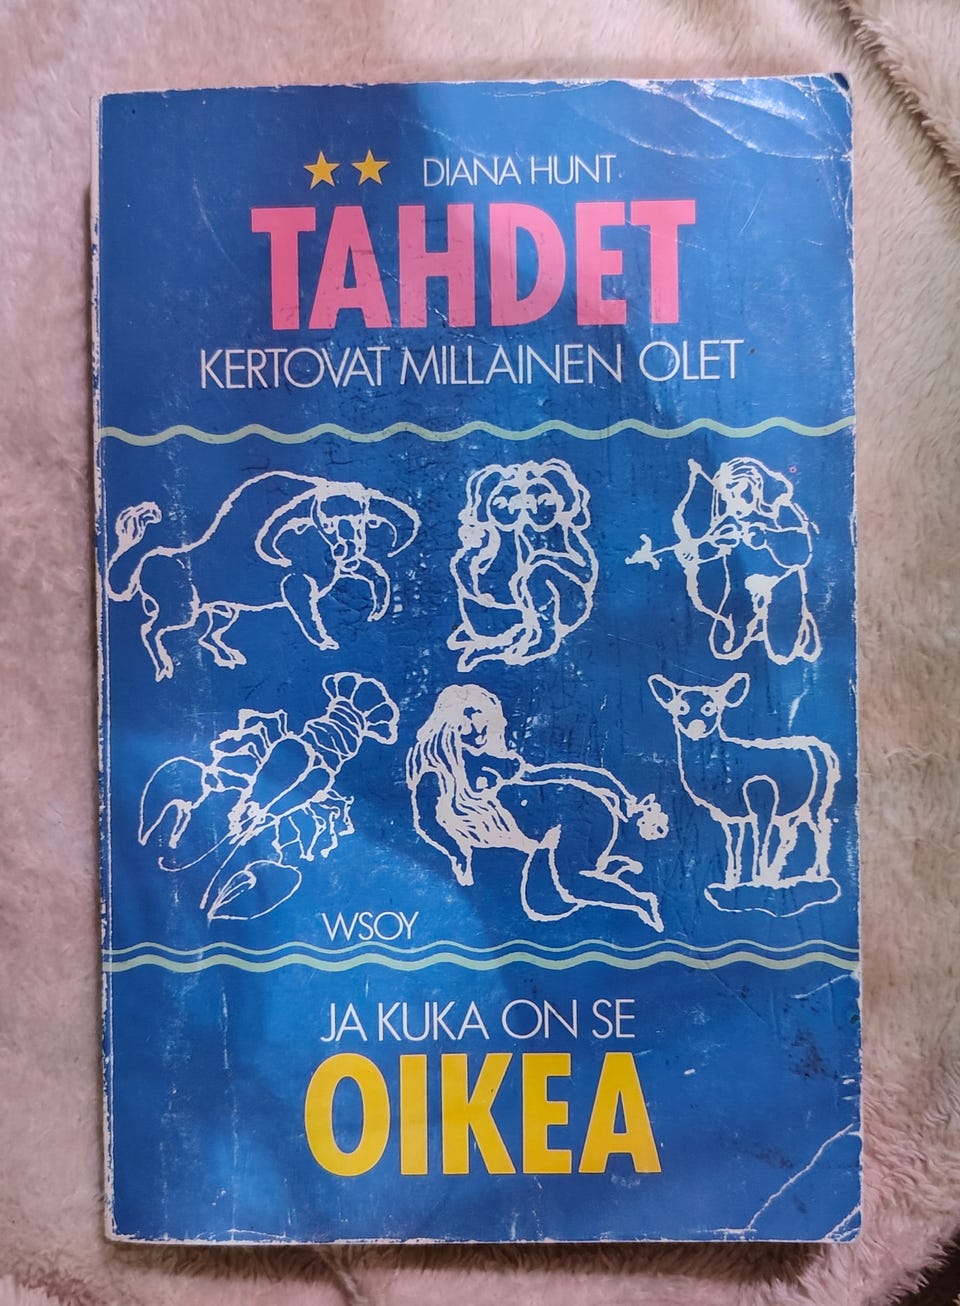 DIANA HUNT
TAHDET
KERTOVAT MILLAINEN OLET
WSOY
JA KUKA ON SE
OIKEA